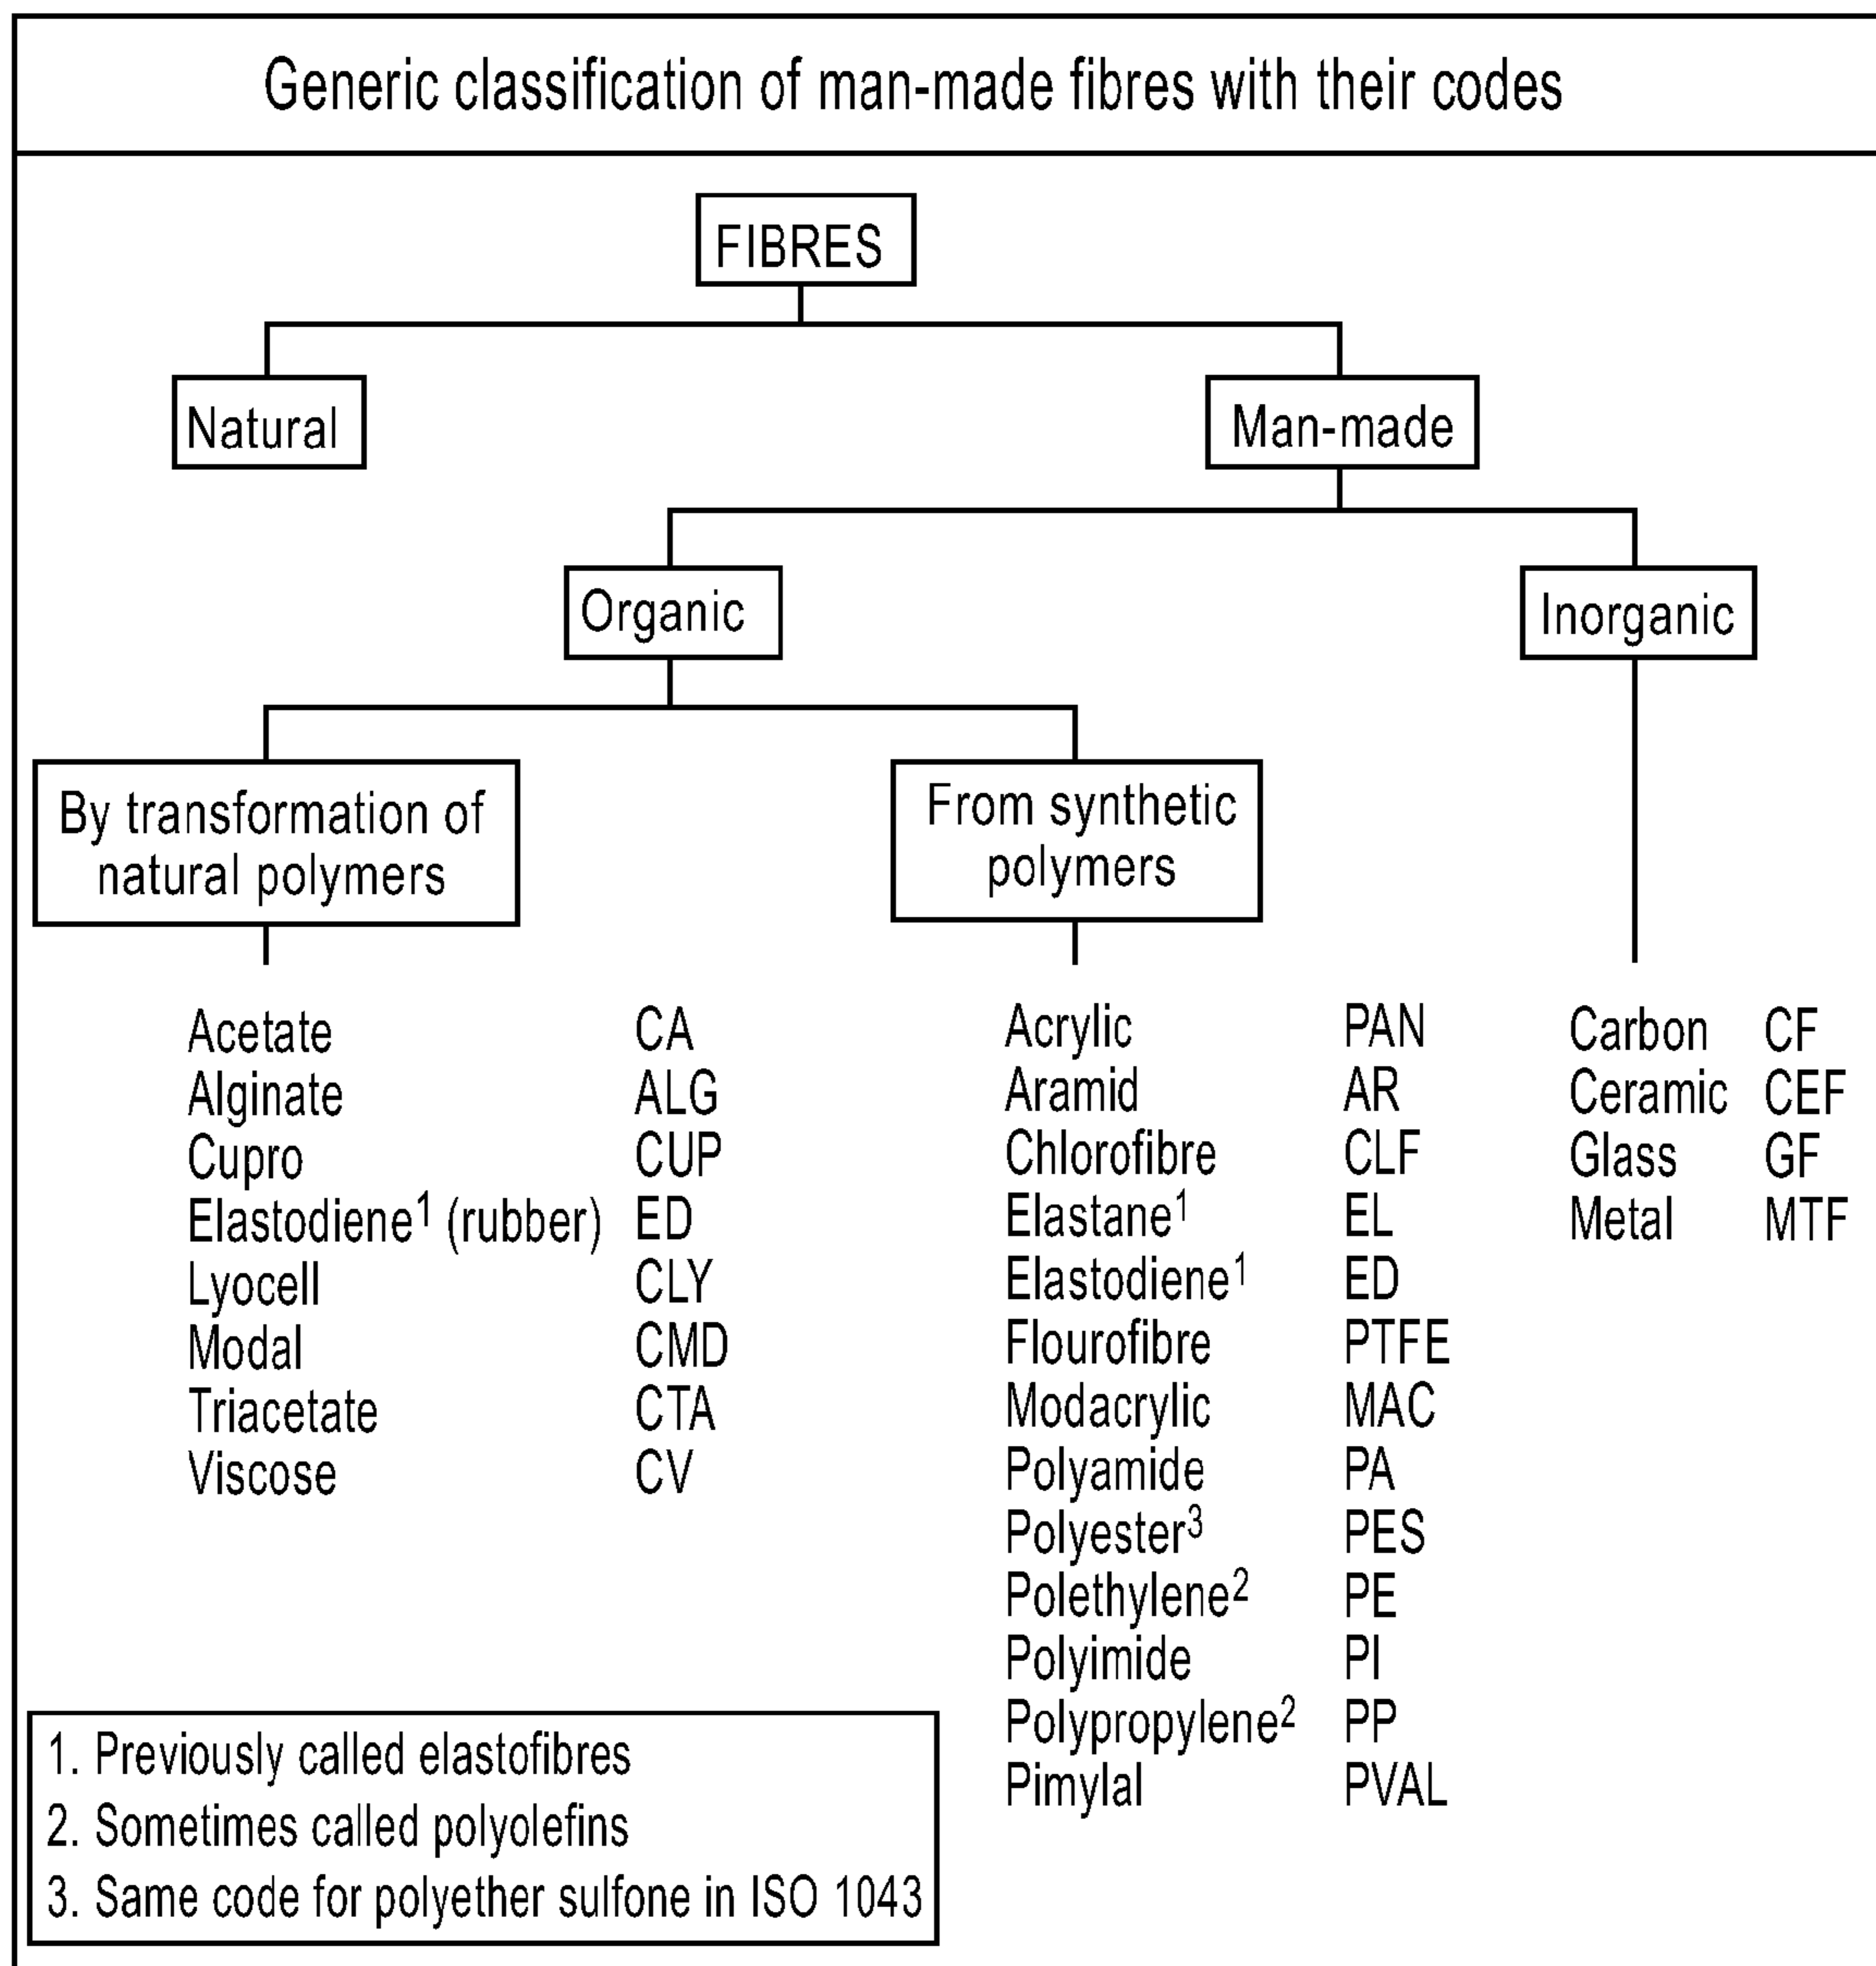 Generic classification of man-made fibres with their codes
FIBRES
Natural
Man-made
Organic
Inorganic
By transformation of
natural polymers
From synthetic
polymers
Acetate CA
Alginate ALG
Cupro CUP
Elastodiene¹ (rubber) ED
Lyocell CLY
Modal CMD
Triacetate CTA
Viscose CV
Acrylic PAN
Aramid AR
Chlorofibre CLF
Elastane¹ EL
Elastodiene¹ ED
Flourofibre PTFE
Modacrylic MAC
Polyamide PA
Polyester³ PES
Polethylene² PE
Polyimide PI
Polypropylene² PP
Pimylal PVAL
Carbon CF
Ceramic CEF
Glass GF
Metal MTF
1. Previously called elastofibres
2. Sometimes called polyolefins
3. Same code for polyether sulfone in ISO 1043